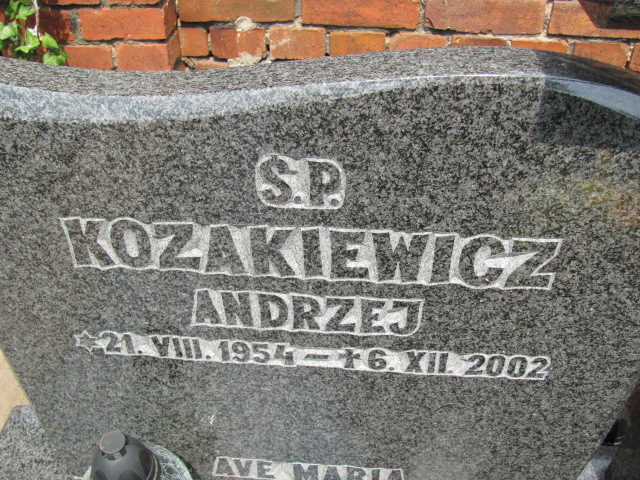 Ś.P.
KOZAKIEWICZ
ANDRZEJ
☆21. VIII. 1954 — ✝6. XII. 2002
AVE MARIA